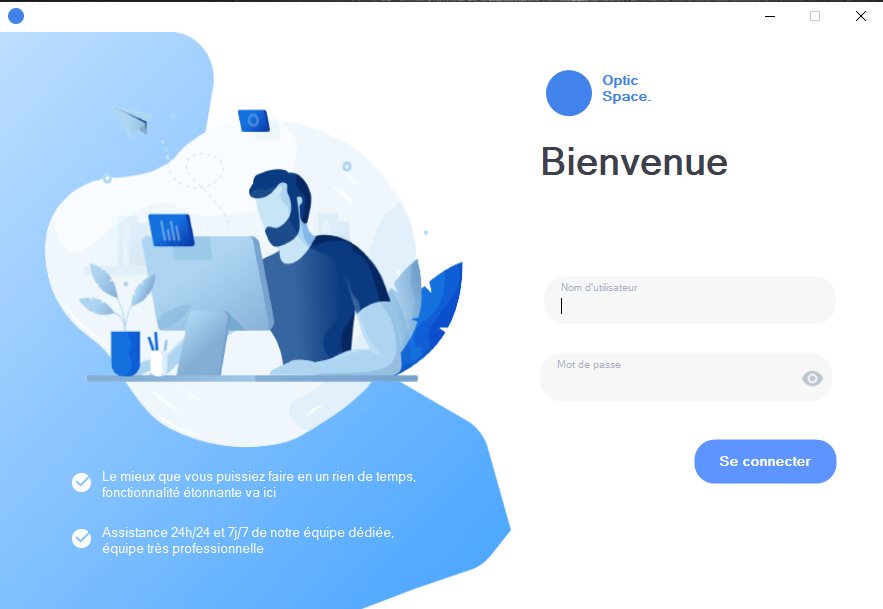 Optic
Space.
Bienvenue
Nom d'utilisateur
Mot de passe
Se connecter
Le mieux que vous puissiez faire en un rien de temps,
fonctionnalité étonnante va ici
Assistance 24h/24 et 7j/7 de notre équipe dédiée,
équipe très professionnelle